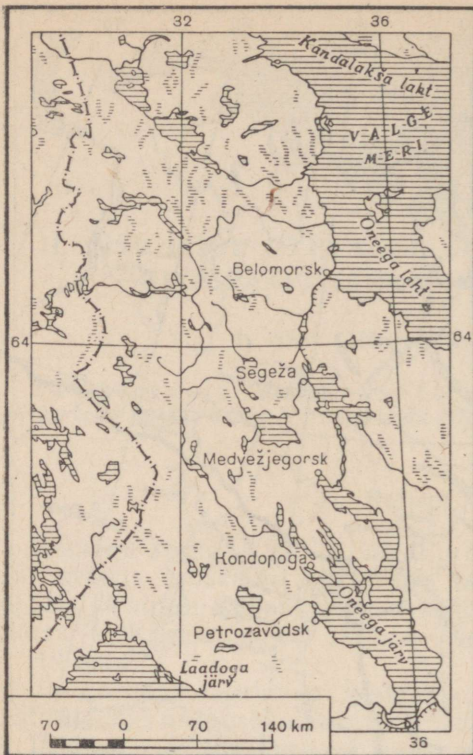 32 36
Kandalakša laht
VALGE
MERI
Oneega laht
Belomorsk
64 64
Segeža
Medvežjegorsk
Kondopoga
Oneega järv
Petrozavodsk
Laadoga
järv
70 0 70 140 km
36